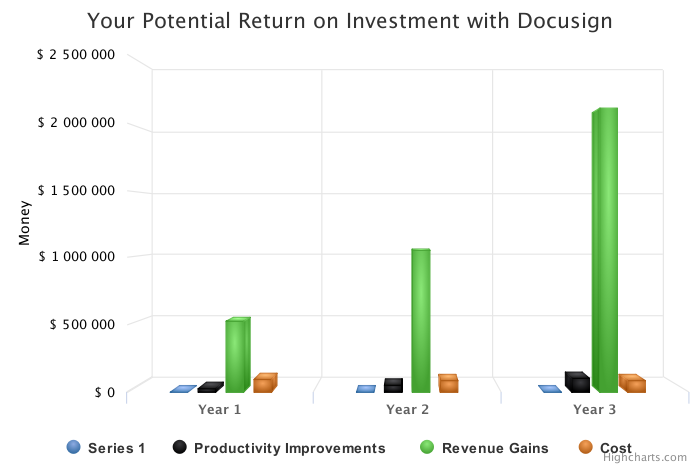 Your Potential Return on Investment with Docusign
$ 2 500 000
$ 2 000 000
$ 1 500 000
$ 1 000 000
$ 500 000
$ 0
Money
Year 1
Year 2
Year 3
Series 1
Productivity Improvements
Revenue Gains
Cost
Highcharts.com